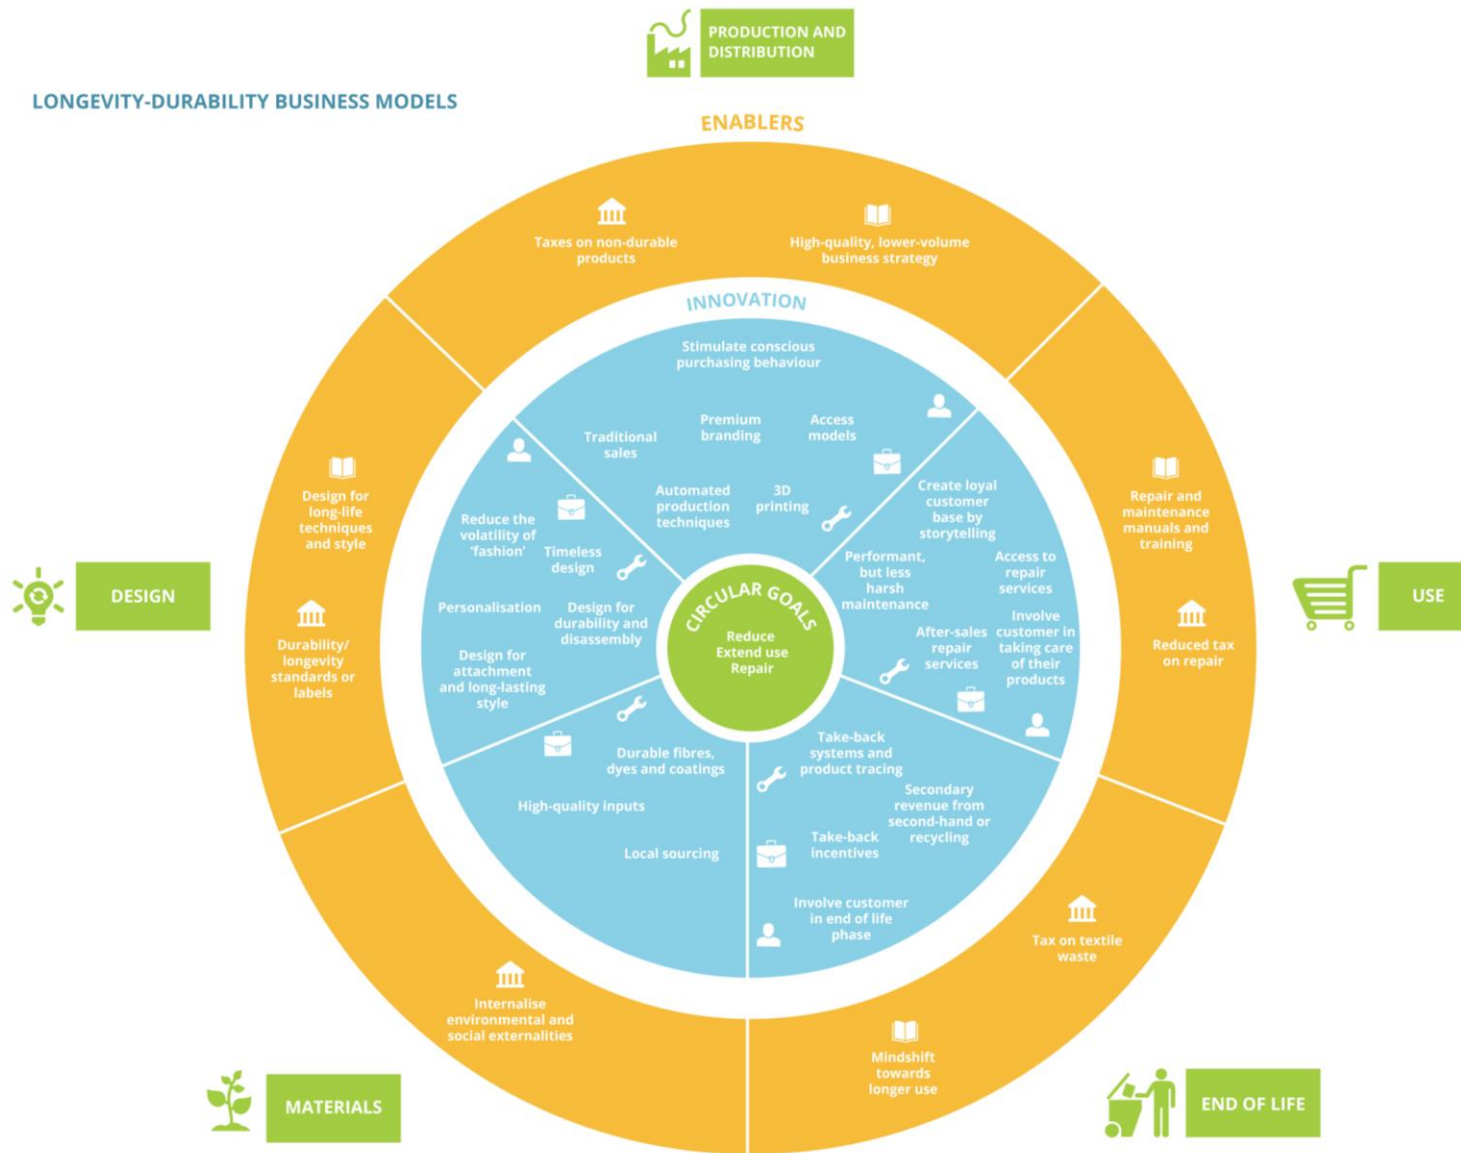 PRODUCTION AND
DISTRIBUTION
LONGEVITY-DURABILITY BUSINESS MODELS
ENABLERS
Taxes on non-durable
products
High-quality, lower-volume
business strategy
INNOVATION
Stimulate conscious
purchasing behaviour
Traditional
sales
Premium
branding
Access
models
Automated
production
techniques
3D
printing
Design for
long-life
techniques
and style
Durability/
longevity
standards or
labels
DESIGN
Reduce the
volatility of
‘fashion’
Timeless
design
Personalisation
Design for
durability and
disassembly
Design for
attachment
and long-lasting
style
CIRCULAR GOALS
Reduce
Extend use
Repair
Create loyal
customer
base by
storytelling
Performant,
but less
harsh
maintenance
Access to
repair
services
After-sales
repair
services
Involve
customer in
taking care
of their
products
Repair and
maintenance
manuals and
training
Reduced tax
on repair
USE
Durable fibres,
dyes and coatings
High-quality inputs
Local sourcing
Take-back
systems and
product tracing
Secondary
revenue from
second-hand or
recycling
Take-back
incentives
Involve customer
in end of life
phase
Internalise
environmental and
social externalities
Tax on textile
waste
Mindshift
towards
longer use
MATERIALS
END OF LIFE